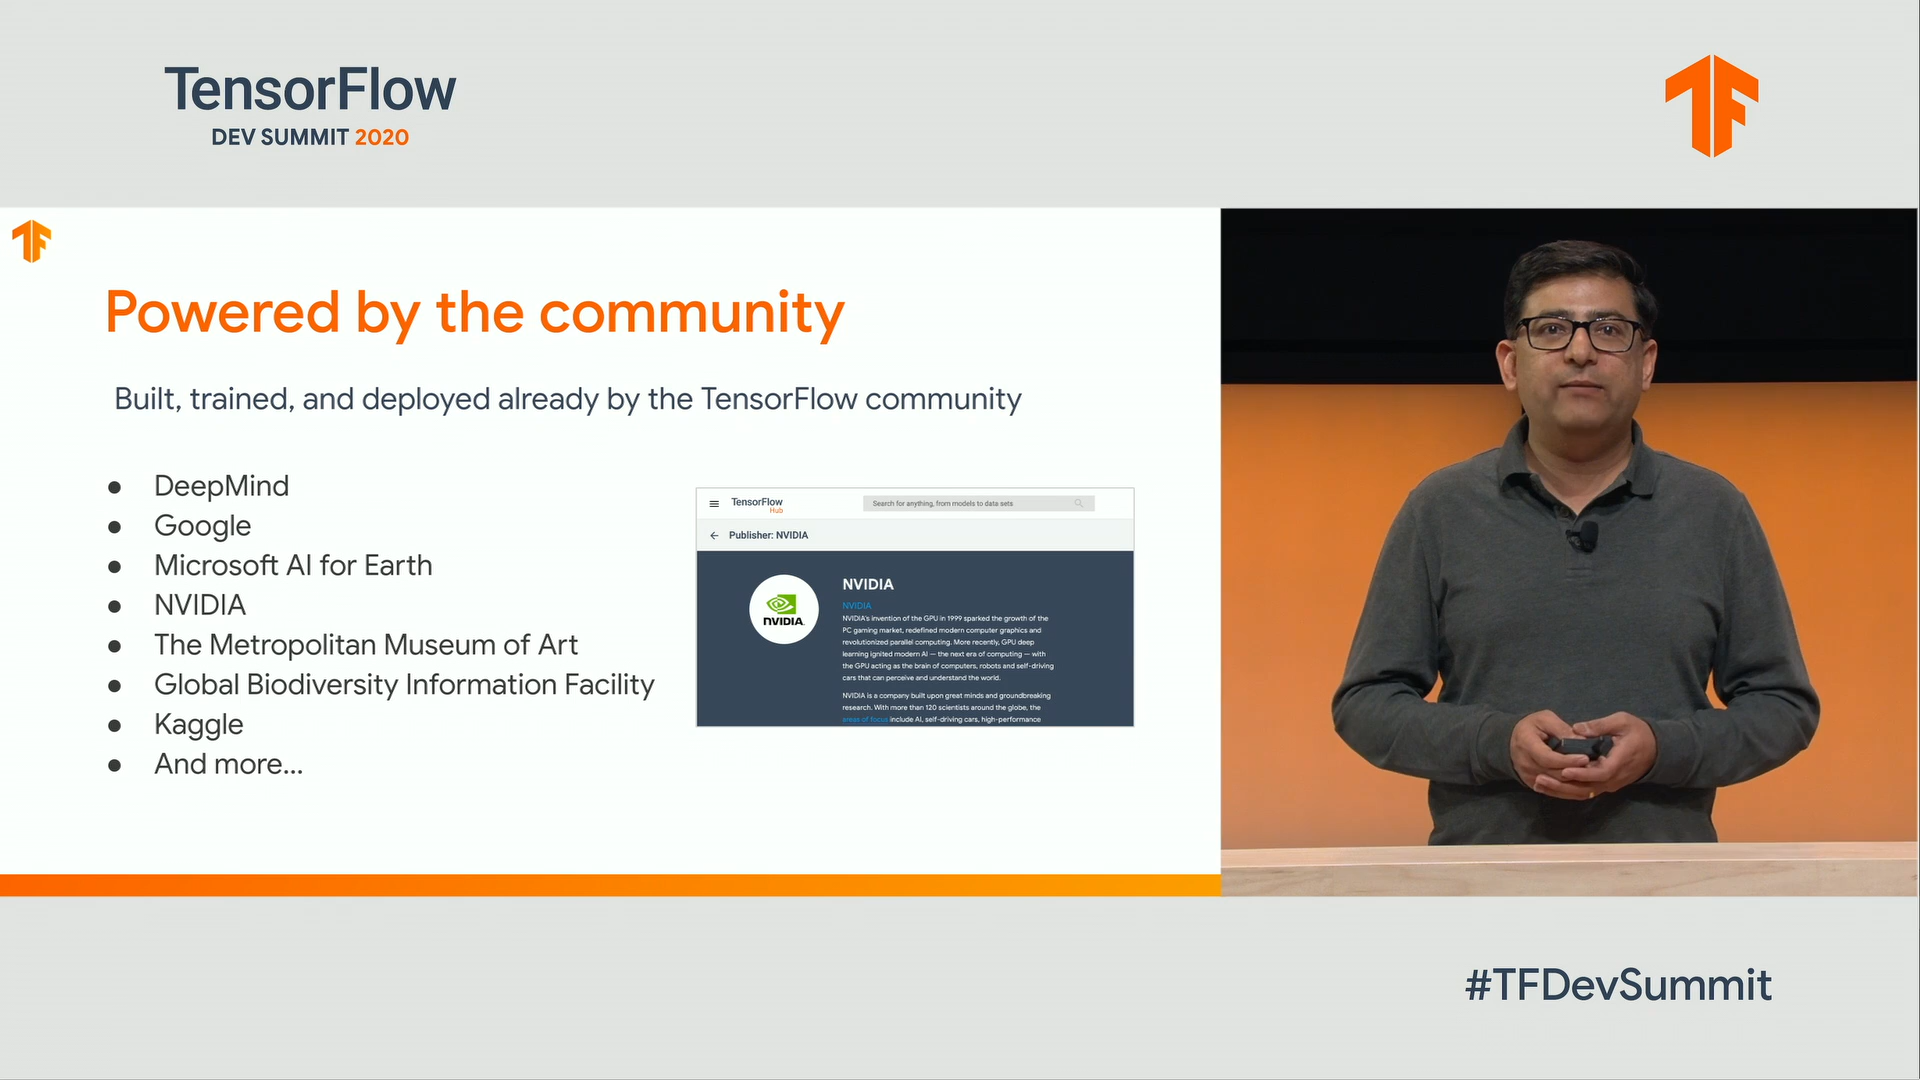 TensorFlow
DEV SUMMIT 2020
Powered by the community
Built, trained, and deployed already by the TensorFlow community
● DeepMind
● Google
● Microsoft AI for Earth
● NVIDIA
● The Metropolitan Museum of Art
● Global Biodiversity Information Facility
● Kaggle
● And more...
TensorFlow
Hub
Search for anything, from models to data sets
Publisher: NVIDIA
NVIDIA.
NVIDIA
NVIDIA
NVIDIA's invention of the GPU in 1999 sparked the growth of the
PC gaming market, redefined modern computer graphics and
revolutionized parallel computing. More recently, GPU deep
learning ignited modern AI — the next era of computing — with
the GPU acting as the brain of computers, robots and self-driving
cars that can perceive and understand the world.
NVIDIA is a company built upon great minds and groundbreaking
research. With more than 120 scientists around the globe, the
areas of focus include AI, self-driving cars, high-performance
#TFDevSummit